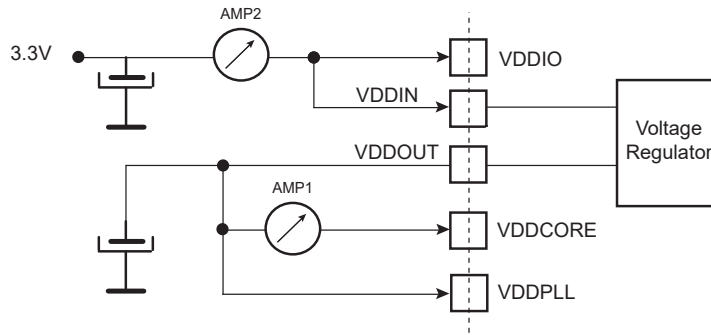 AMP2
3.3V
VDDIO
VDDIN
Voltage
Regulator
VDDOUT
AMP1
VDDCORE
VDDPLL